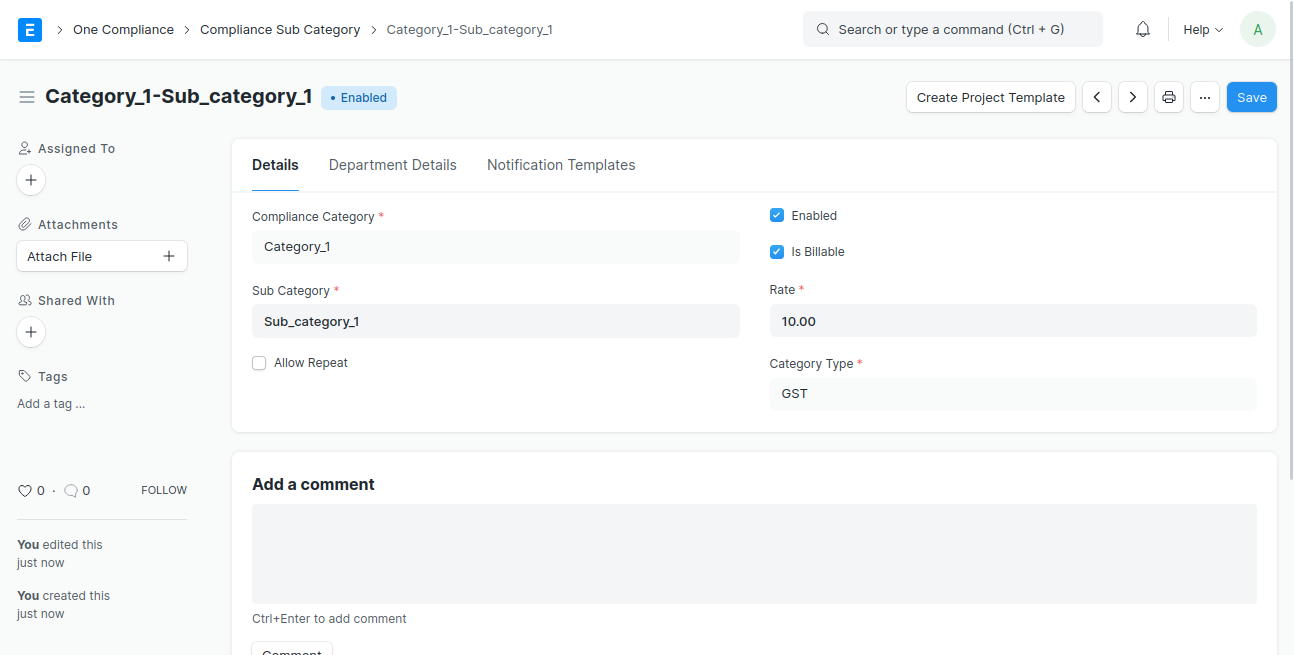 E
One Compliance
Compliance Sub Category
Category_1-Sub_category_1
Search or type a command (Ctrl + G)
Help
A
Category_1-Sub_category_1
Enabled
Create Project Template
Save
Assigned To
Attachments
Attach File
Shared With
Tags
Add a tag ...
0 · 0
FOLLOW
You edited this
just now
You created this
just now
Details
Department Details
Notification Templates
Compliance Category *
Category_1
Sub Category *
Sub_category_1
Allow Repeat
Enabled
Is Billable
Rate *
10.00
Category Type *
GST
Add a comment
Ctrl+Enter to add comment
Comment